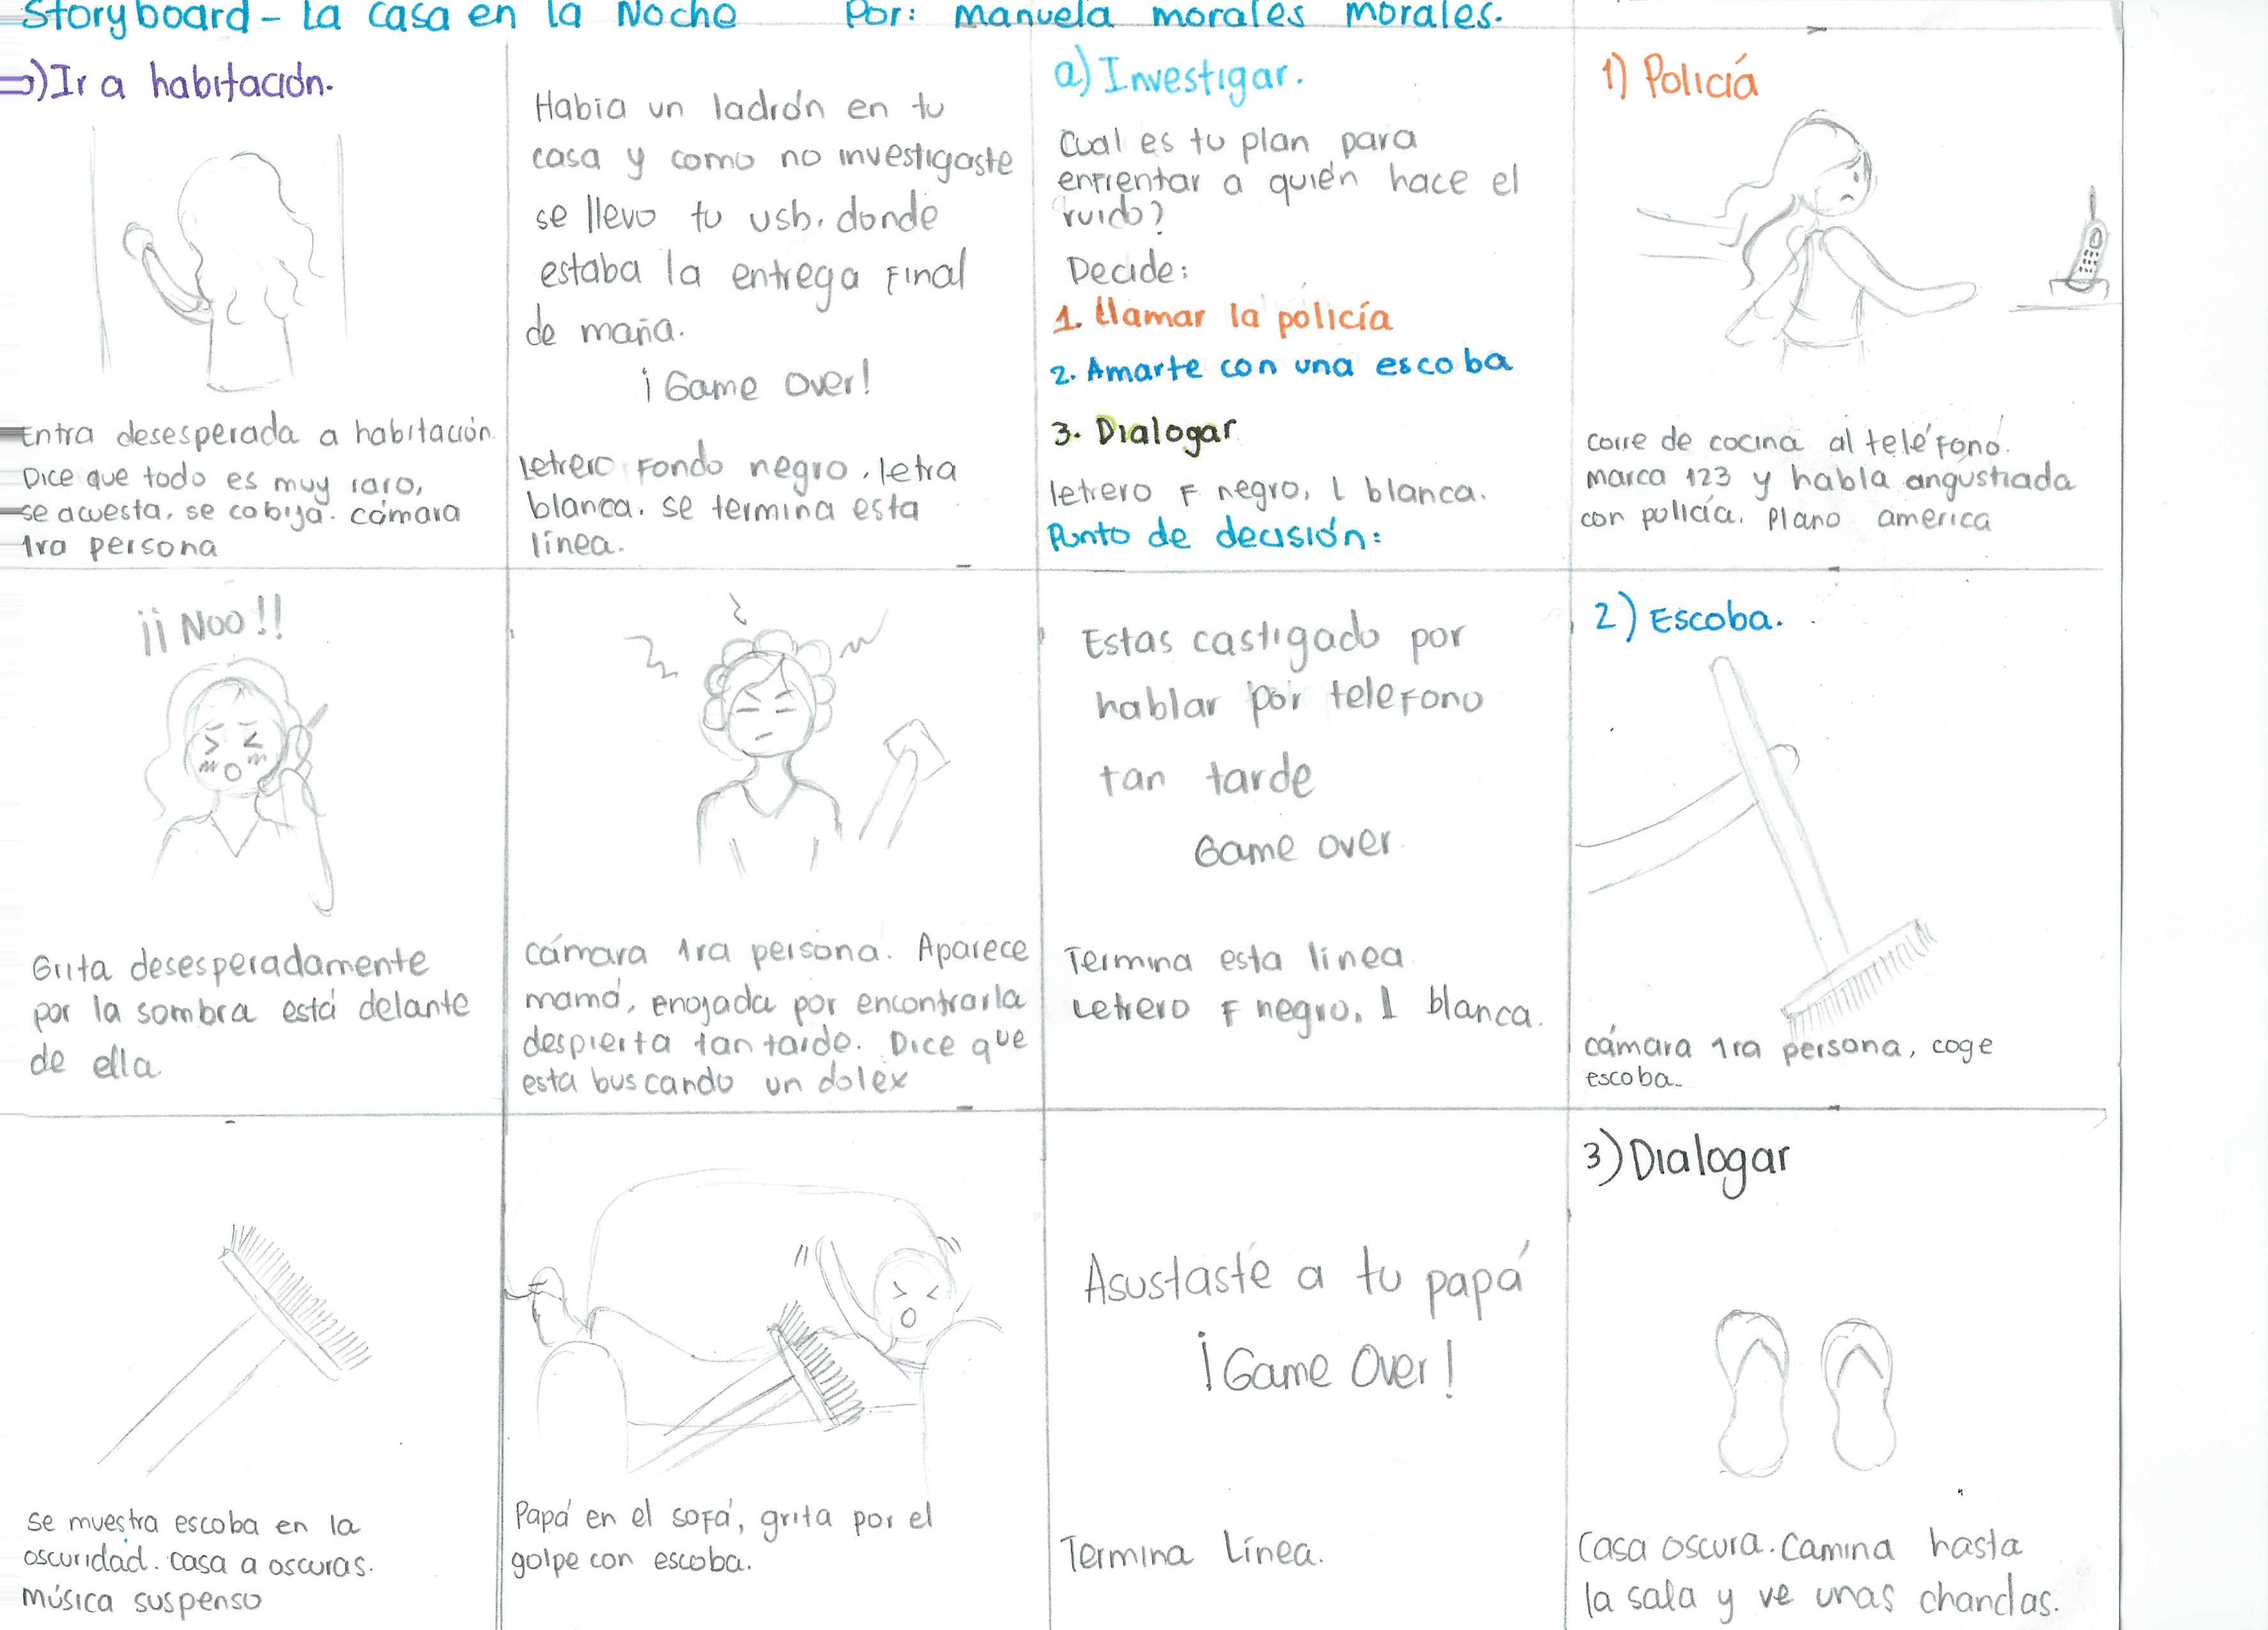 Storyboard - La casa en la Noche Por: manuela morales morales.
⇒)Ir a habitación.
Entra desesperada a habitación.
Dice que todo es muy raro,
se acuesta, se cobija. cámara
1ra persona
Habia un ladrón en tu
casa y como no investigaste
se llevo tu usb, donde
estaba la entrega Final
de maña.
¡Game Over!
letrero Fondo negro, letra
blanca. se termina esta
línea.
a) Investigar.
Cual es tu plan para
enfrentar a quién hace el
ruido?
Decide:
1. llamar la policía
2. Amarte con una escoba
3. Dialogar
letrero F negro, L blanca.
Punto de decisión:
1) Policiá
corre de cocina al teléfono.
marca 123 y habla angustiada
con policía. Plano america
¡¡Noo!!
Grita desesperadamente
por la sombra está delante
de ella
cámara 1ra persona. Aparece
mamá, enojada por encontrarla
despierta tan tarde. Dice que
esta buscando un dolex
Estas castigado por
hablar por telefono
tan tarde
Game over.
Termina esta linea
Letrero F negro, l blanca.
2) Escoba.
cámara 1ra persona, coge
escoba.
se muestra escoba en la
oscuridad. casa a oscuras.
música suspenso
Papá en el sofá, grita por el
golpe con escoba.
Asustaste a tu papá
¡Game Over!
Termina Línea.
3) Dialogar
Casa oscura. Camina hasta
la sala y ve unas chanclas.